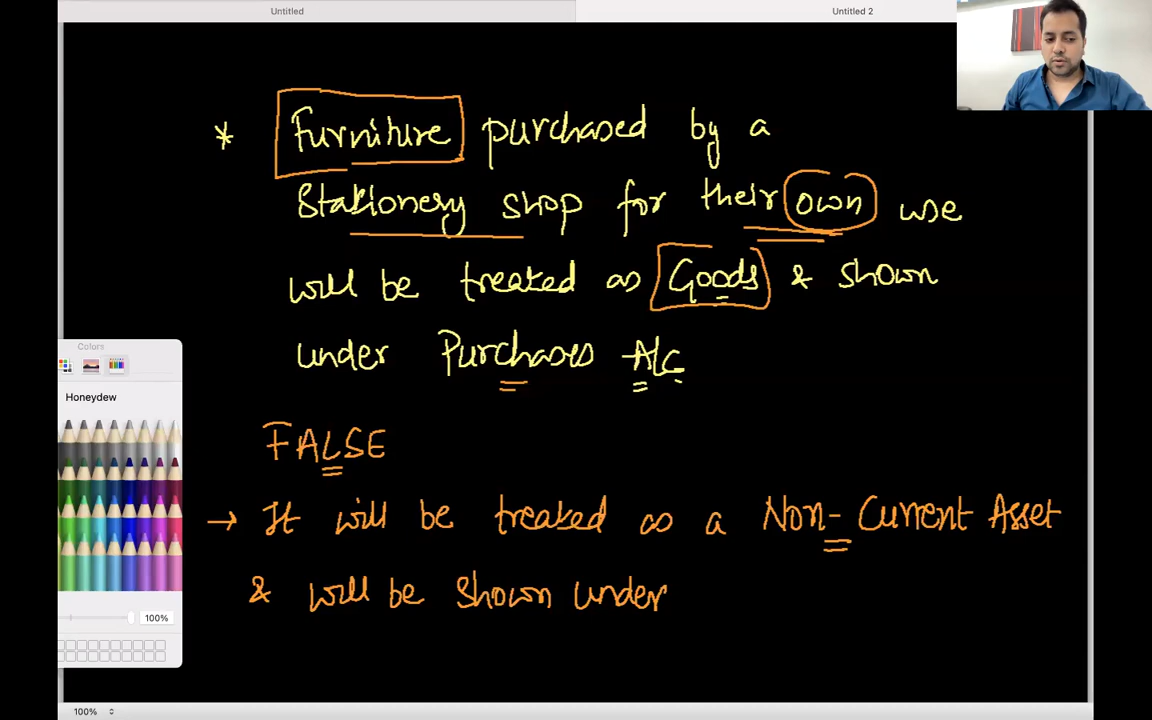 Untitled
Untitled 2
* Furniture purchased by a
Stationery shop for their own use
will be treated as Goods & shown
under Purchases A/c
Colors
Honeydew
FALSE
→ It will be treated as a Non-Current Asset
& will be shown under
100%
100%